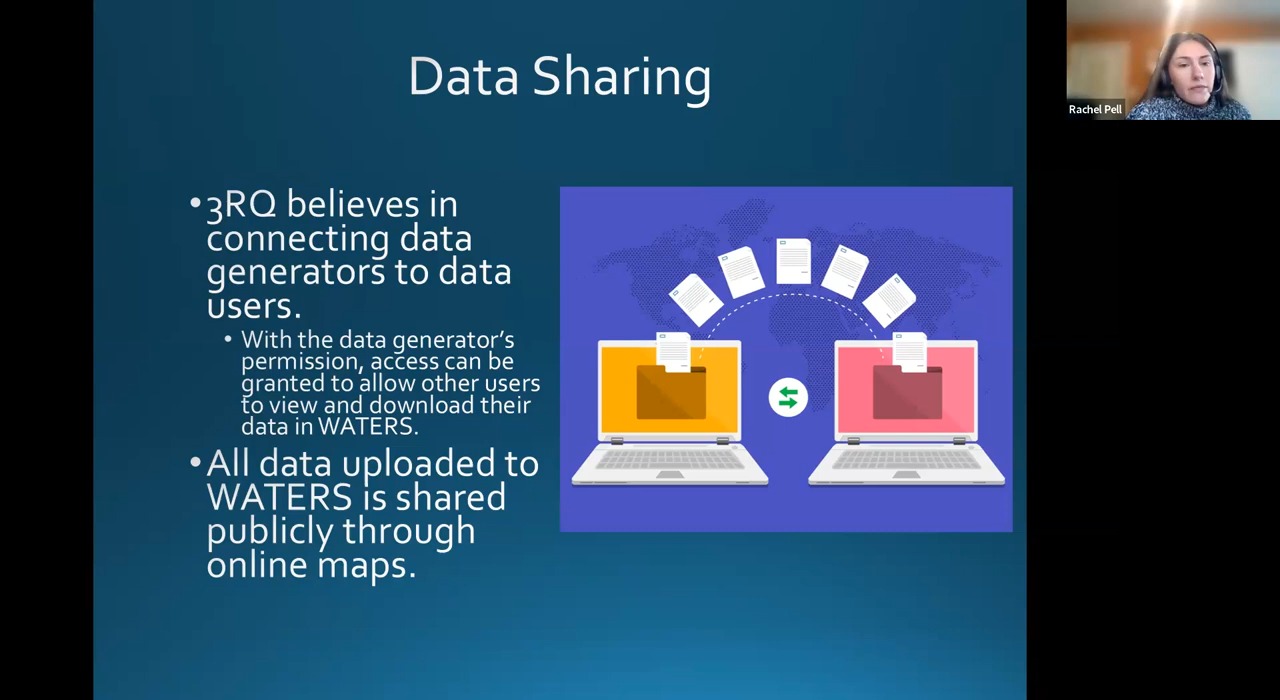 Data Sharing
•3RQ believes in
connecting data
generators to data
users.
• With the data generator's
permission, access can be
granted to allow other users
to view and download their
data in WATERS.
•All data uploaded to
WATERS is shared
publicly through
online maps.
Rachel Pell